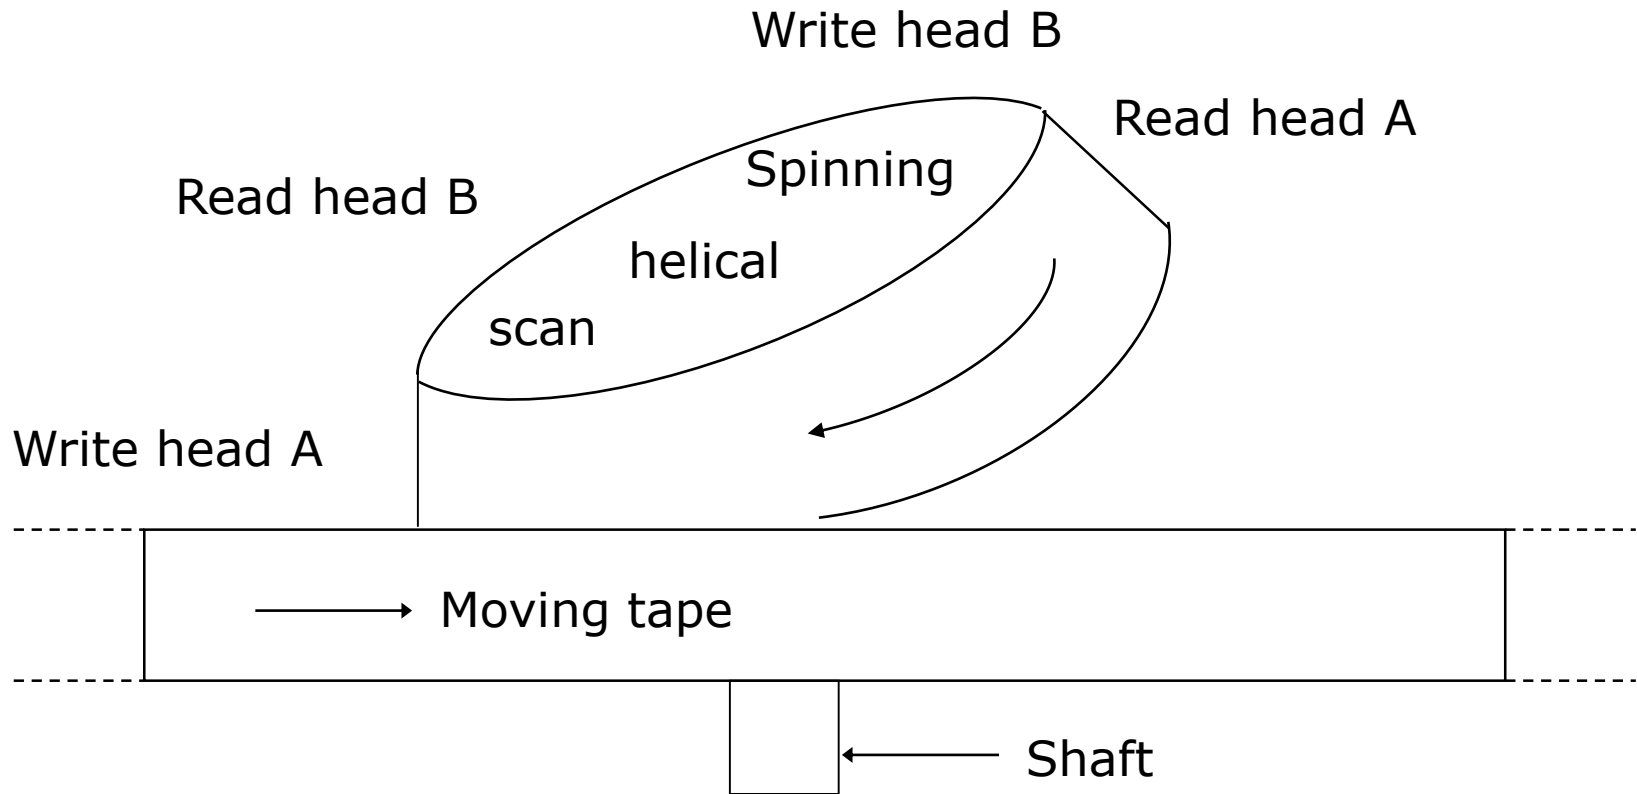 Write head B
Read head A
Spinning
Read head B
helical
scan
Write head A
Moving tape
Shaft